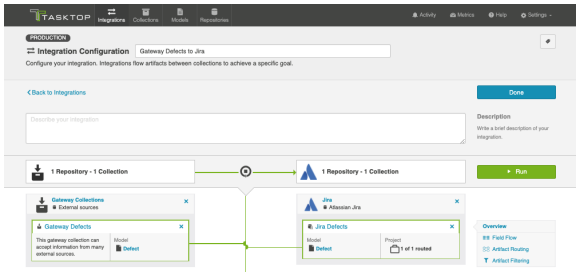 TASKTOP
Integrations
Collections
Models
Repositories
Activity
Metrics
Help
Settings
PRODUCTION
Integration Configuration
Gateway Defects to Jira
Configure your integration. Integrations flow artifacts between collections to achieve a specific goal.
Back to Integrations
Done
Describe your integration
Description
Write a brief description of your
integration.
1 Repository - 1 Collection
1 Repository - 1 Collection
Run
Gateway Collections
External sources
Jira
Atlassian Jira
Gateway Defects
This gateway collection can
accept information from many
external sources.
Model
Defect
Jira Defects
Model
Defect
Project
1 of 1 routed
Overview
Field Flow
Artifact Routing
Artifact Filtering